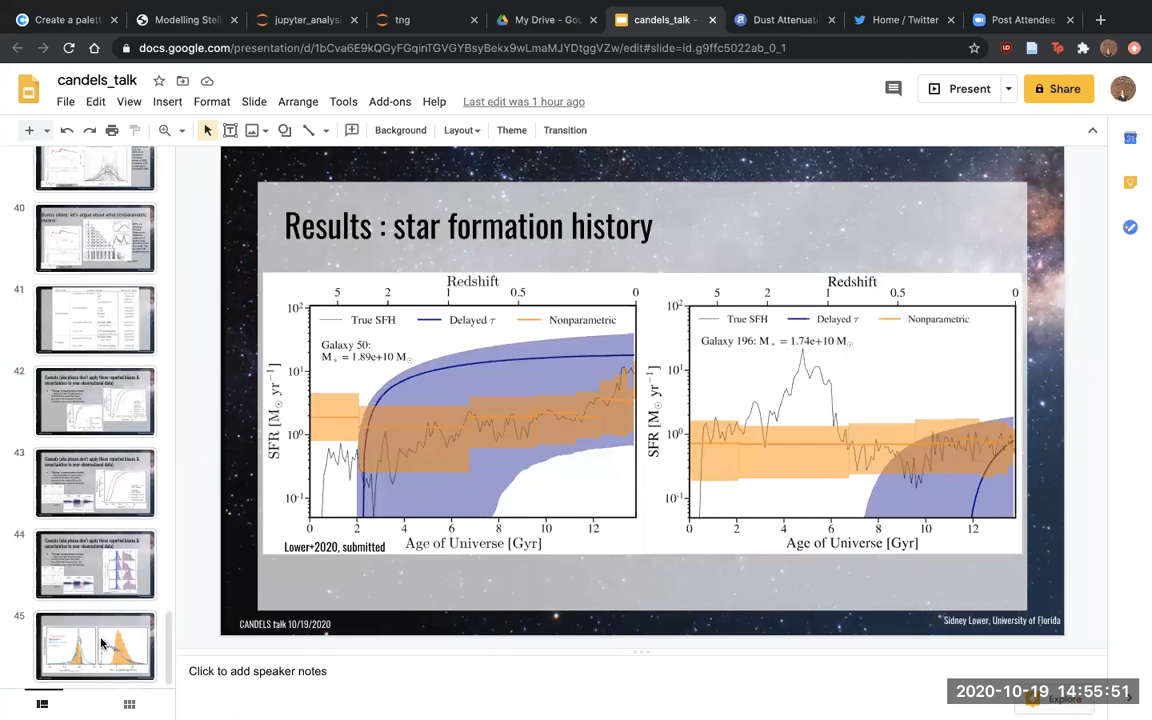 Create a palett
Modelling Stell
jupyter_analysi
tng
My Drive - Goo
candels_talk -
Dust Attenuati
Home / Twitter
Post Attendee
docs.google.com/presentation/d/1bCva6E9kQGyFGqinTGVGYBsyBekx9wLmaMJYDtggVZw/edit#slide=id.g9ffc5022ab_0_1
candels_talk
File Edit View Insert Format Slide Arrange Tools Add-ons Help Last edit was 1 hour ago
Present
Share
Background Layout Theme Transition
40
41
42
43
44
45
Results : star formation history
Redshift
5 2 1 0.5 0
True SFH Delayed τ Nonparametric
Galaxy 50:
M* = 1.89e+10 M⊙
SFR [M⊙ yr⁻¹]
10²
10¹
10⁰
10⁻¹
0 2 4 6 8 10 12
Age of Universe [Gyr]
Lower+2020, submitted
Redshift
5 2 1 0.5 0
True SFH Delayed τ Nonparametric
Galaxy 196: M* = 1.74e+10 M⊙
SFR [M⊙ yr⁻¹]
10²
10¹
10⁰
10⁻¹
0 2 4 6 8 10 12
Age of Universe [Gyr]
CANDELS talk 10/19/2020
Sidney Lower, University of Florida
Click to add speaker notes
Explore
2020-10-19 14:55:51